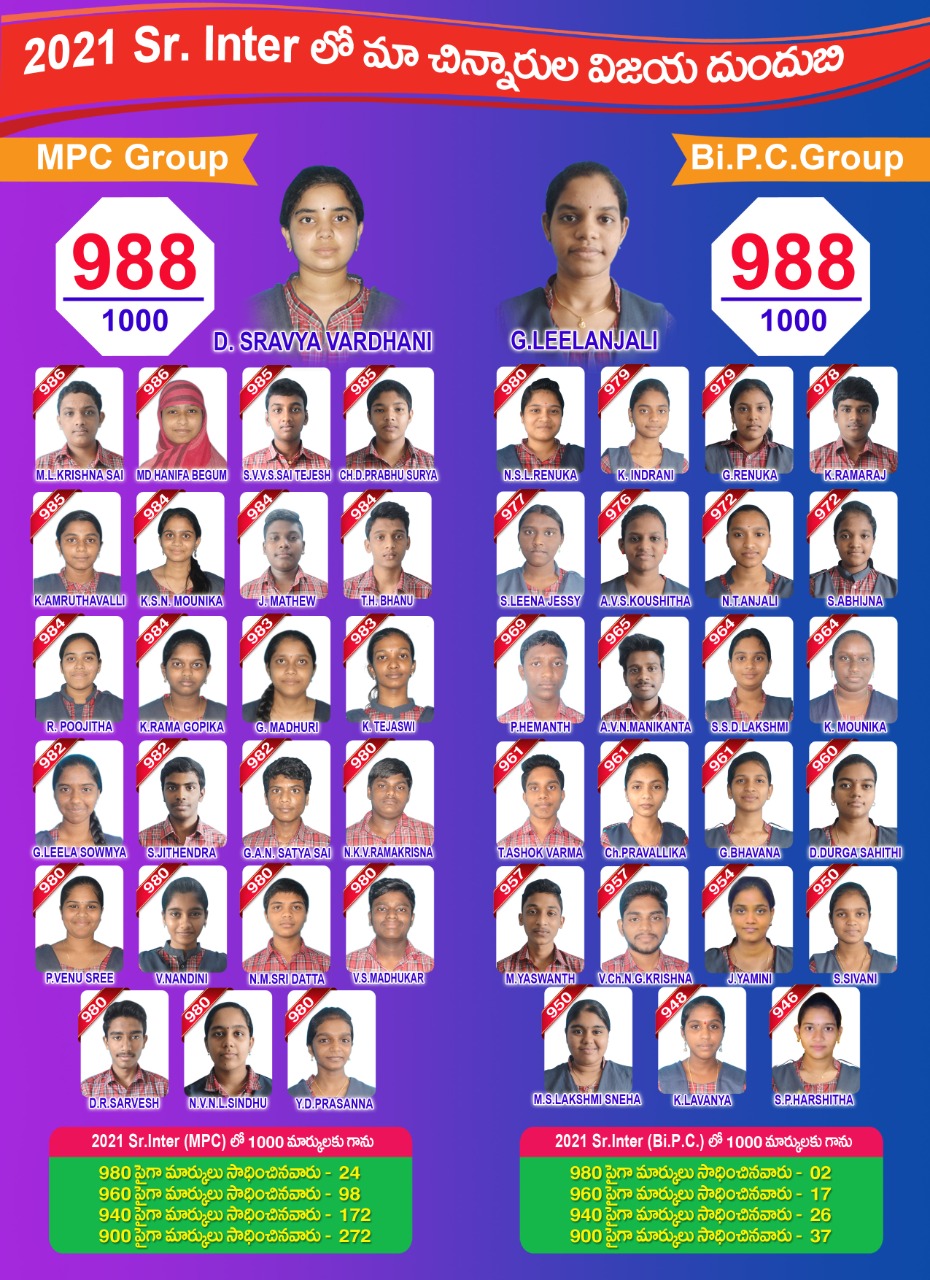 2021 Sr. Inter లో మా చిన్నారుల విజయ దుందుబి
MPC Group
988
1000
D. SRAVYA VARDHANI
986 986 985 985
M.L.KRISHNA SAI MD HANIFA BEGUM S.V.V.S.SAI TEJESH CH.D.PRABHU SURYA
985 984 984 984
K.AMRUTHAVALLI K.S.N. MOUNIKA J. MATHEW T.H. BHANU
984 984 983 983
R. POOJITHA K.RAMA GOPIKA G. MADHURI K. TEJASWI
982 982 982 980
G.LEELA SOWMYA S.JITHENDRA G.A.N. SATYA SAI N.K.V.RAMAKRISNA
980 980 980 980
P.VENU SREE V.NANDINI N.M.SRI DATTA V.S.MADHUKAR
980 980 980
D.R.SARVESH N.V.N.L.SINDHU Y.D.PRASANNA
2021 Sr.Inter (MPC) లో 1000 మార్కులకు గాను
980 పైగా మార్కులు సాధించినవారు - 24
960 పైగా మార్కులు సాధించినవారు - 98
940 పైగా మార్కులు సాధించినవారు - 172
900 పైగా మార్కులు సాధించినవారు - 272
Bi.P.C.Group
988
1000
G.LEELANJALI
980 979 979 978
N.S.L.RENUKA K. INDRANI G.RENUKA K.RAMARAJ
977 976 972 972
S.LEENA JESSY A.V.S.KOUSHITHA N.T.ANJALI S.ABHIJNA
969 965 964 964
P.HEMANTH A.V.N.MANIKANTA S.S.D.LAKSHMI K. MOUNIKA
961 961 961 960
T.ASHOK VARMA Ch.PRAVALLIKA G.BHAVANA D.DURGA SAHITHI
957 957 954 950
M.YASWANTH V.Ch.N.G.KRISHNA J.YAMINI S.SIVANI
950 948 946
M.S.LAKSHMI SNEHA K.LAVANYA S.P.HARSHITHA
2021 Sr.Inter (Bi.P.C.) లో 1000 మార్కులకు గాను
980 పైగా మార్కులు సాధించినవారు - 02
960 పైగా మార్కులు సాధించినవారు - 17
940 పైగా మార్కులు సాధించినవారు - 26
900 పైగా మార్కులు సాధించినవారు - 37